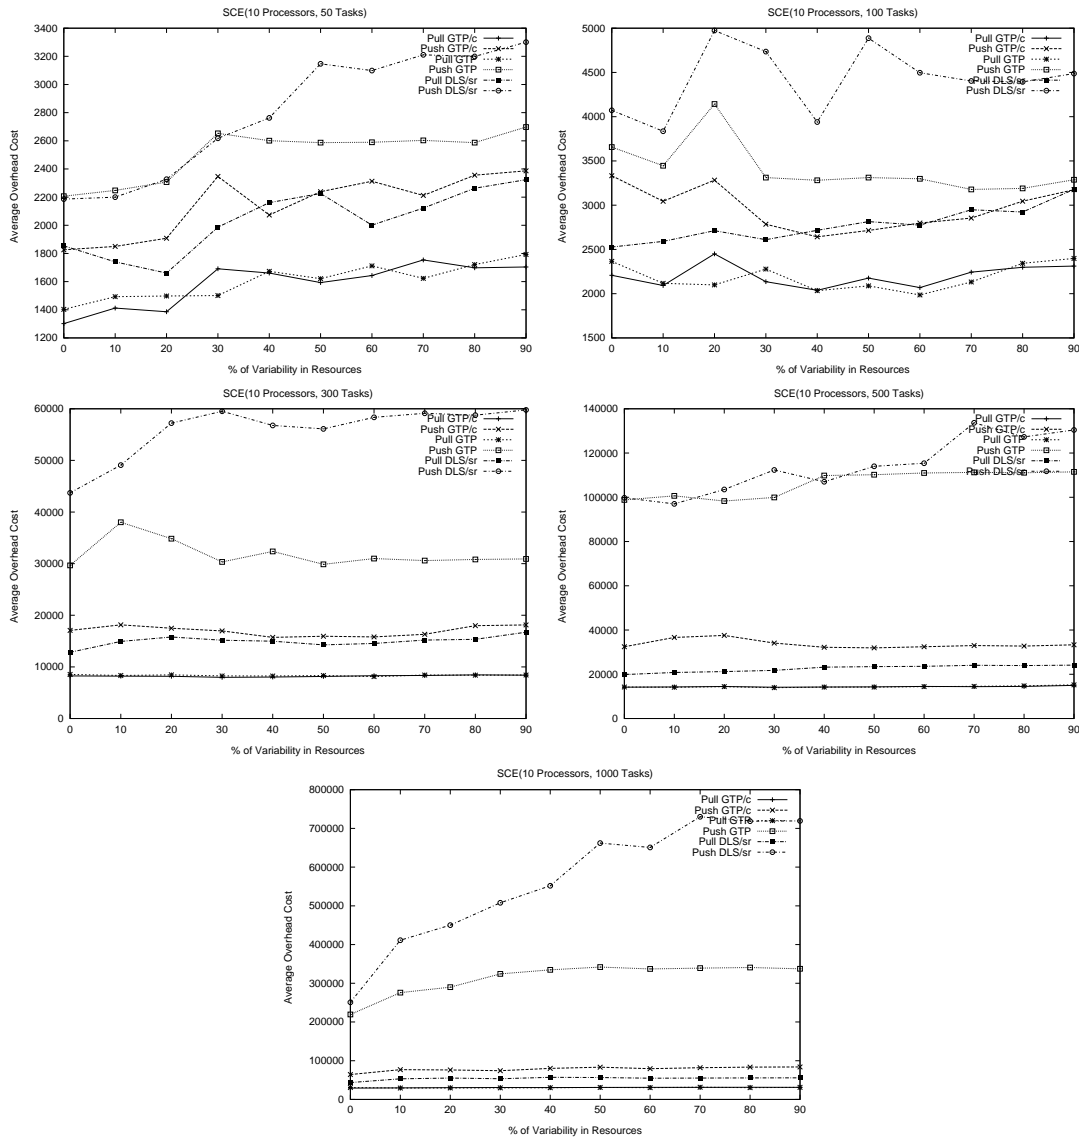 SCE(10 Processors, 50 Tasks)
3400
3200
3000
2800
2600
2400
2200
2000
1800
1600
1400
1200
Average Overhead Cost
0 10 20 30 40 50 60 70 80 90
% of Variability in Resources
Pull GTP/c
Push GTP/c
Pull GTP
Push GTP
Pull DLS/sr
Push DLS/sr
SCE(10 Processors, 100 Tasks)
5000
4500
4000
3500
3000
2500
2000
1500
Average Overhead Cost
0 10 20 30 40 50 60 70 80 90
% of Variability in Resources
Pull GTP/c
Push GTP/c
Pull GTP
Push GTP
Pull DLS/sr
Push DLS/sr
SCE(10 Processors, 300 Tasks)
60000
50000
40000
30000
20000
10000
0
Average Overhead Cost
0 10 20 30 40 50 60 70 80 90
% of Variability in Resources
Pull GTP/c
Push GTP/c
Pull GTP
Push GTP
Pull DLS/sr
Push DLS/sr
SCE(10 Processors, 500 Tasks)
140000
120000
100000
80000
60000
40000
20000
0
Average Overhead Cost
0 10 20 30 40 50 60 70 80 90
% of Variability in Resources
Pull GTP/c
Push GTP/c
Pull GTP
Push GTP
Pull DLS/sr
Push DLS/sr
SCE(10 Processors, 1000 Tasks)
800000
700000
600000
500000
400000
300000
200000
100000
0
Average Overhead Cost
0 10 20 30 40 50 60 70 80 90
% of Variability in Resources
Pull GTP/c
Push GTP/c
Pull GTP
Push GTP
Pull DLS/sr
Push DLS/sr